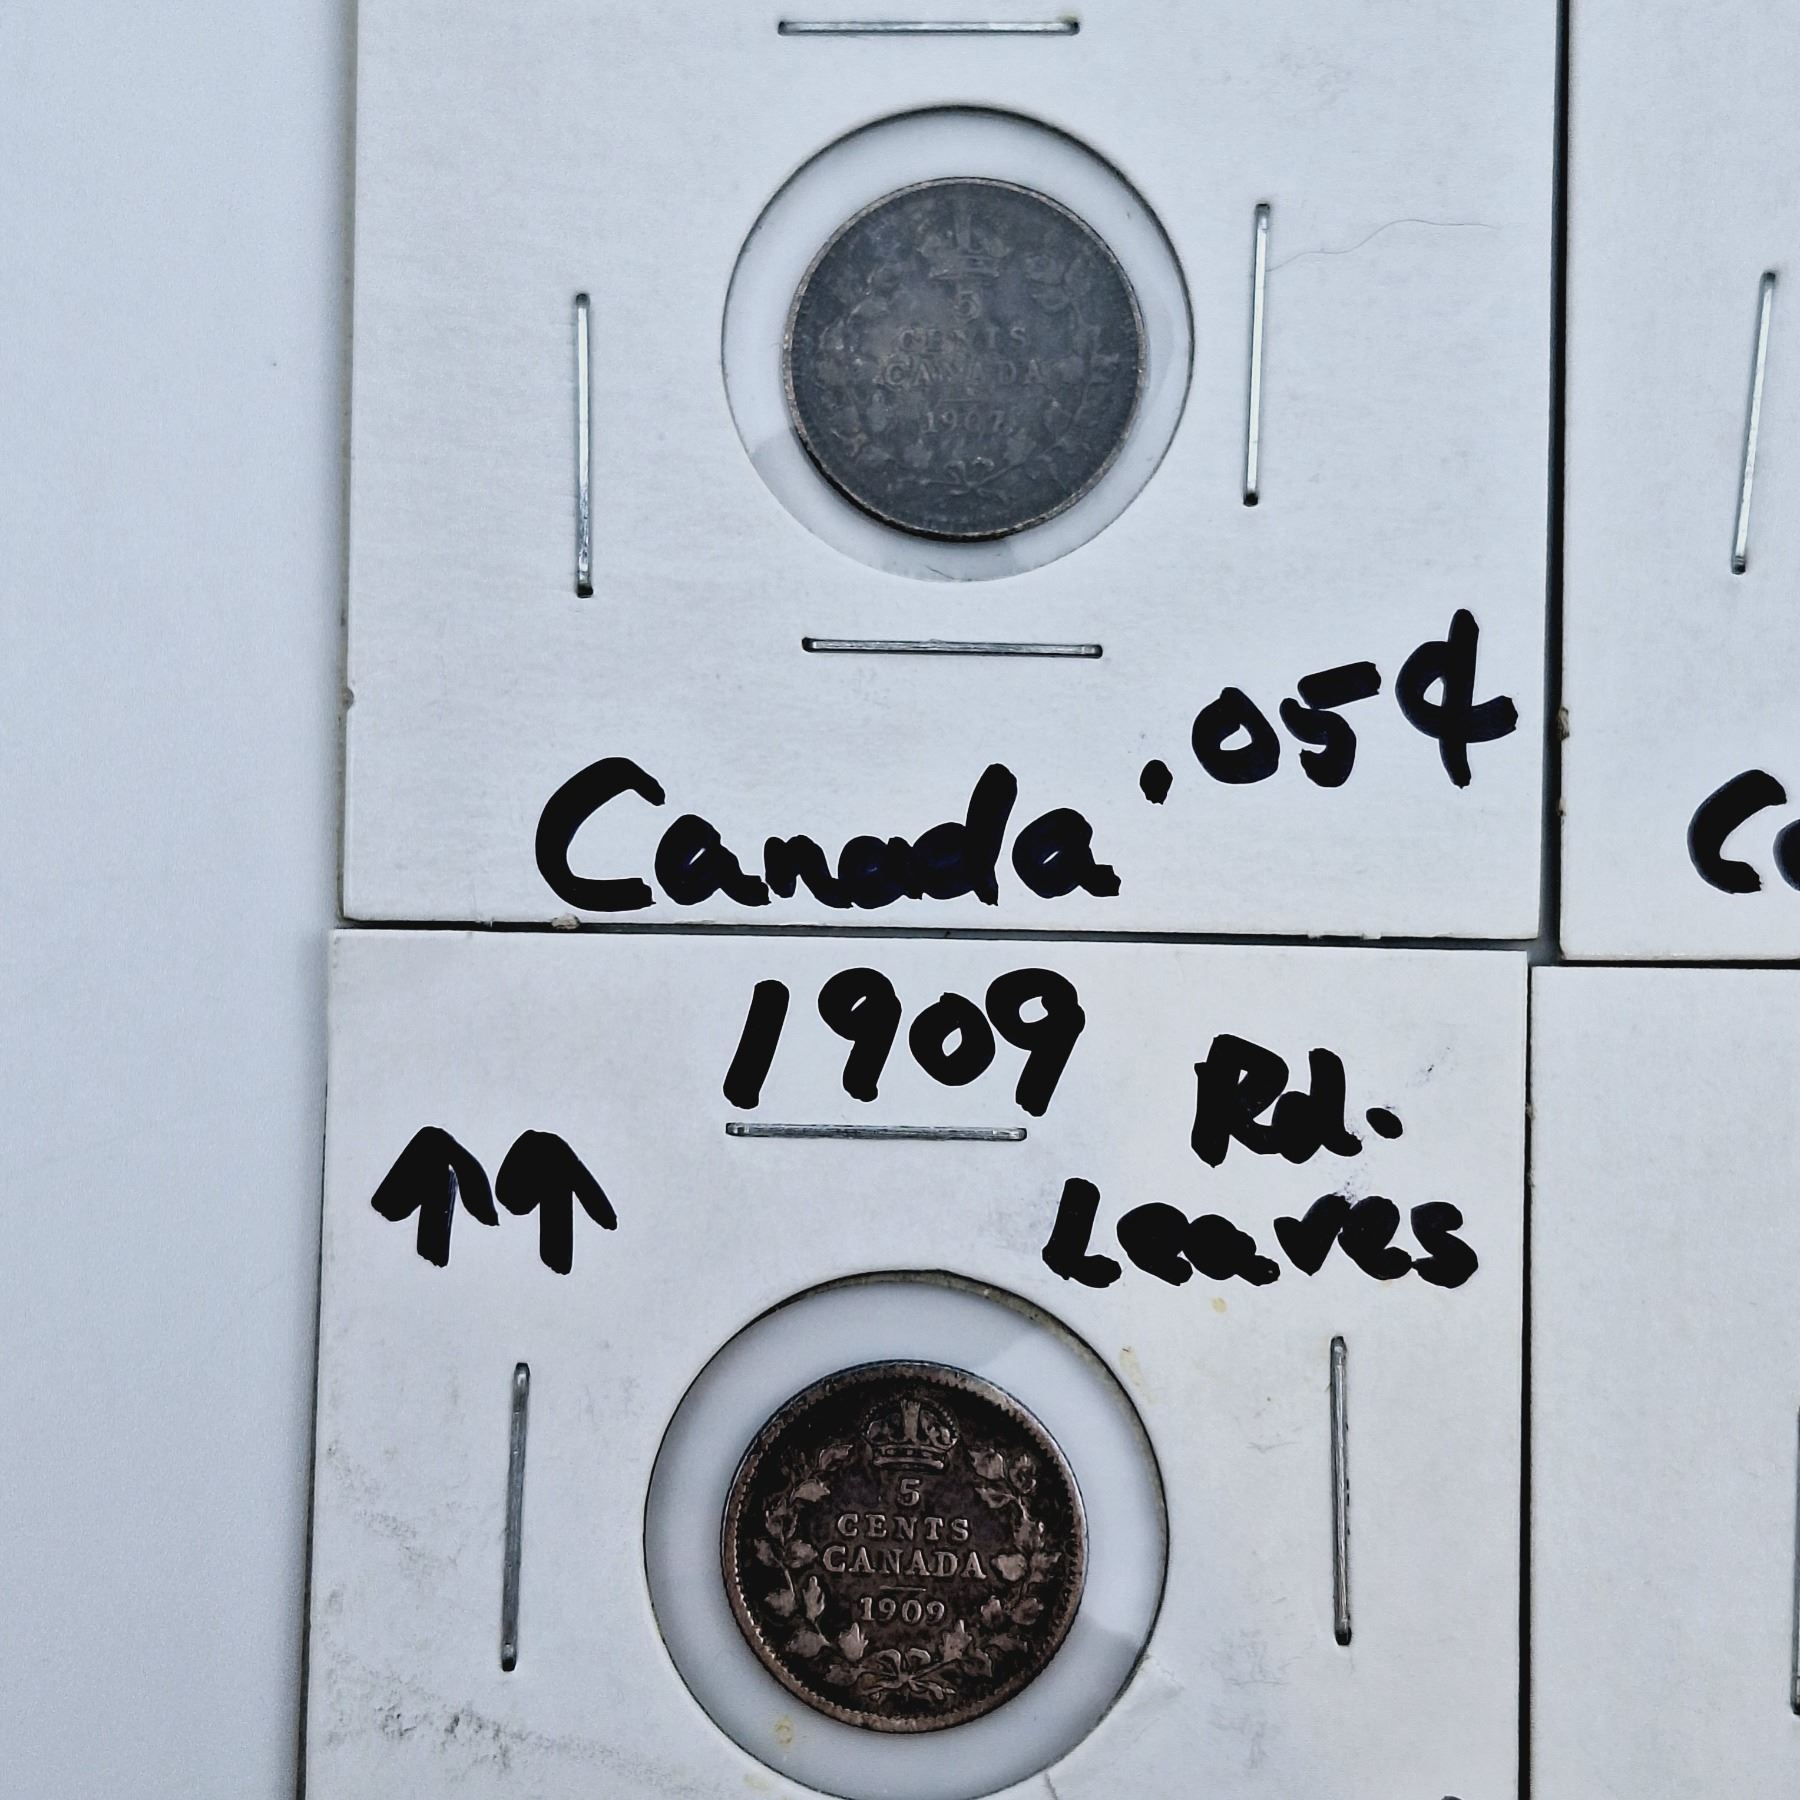 5
CENTS
CANADA
1907
Canada .05¢
1909
Rd.
Leaves
5
CENTS
CANADA
1909